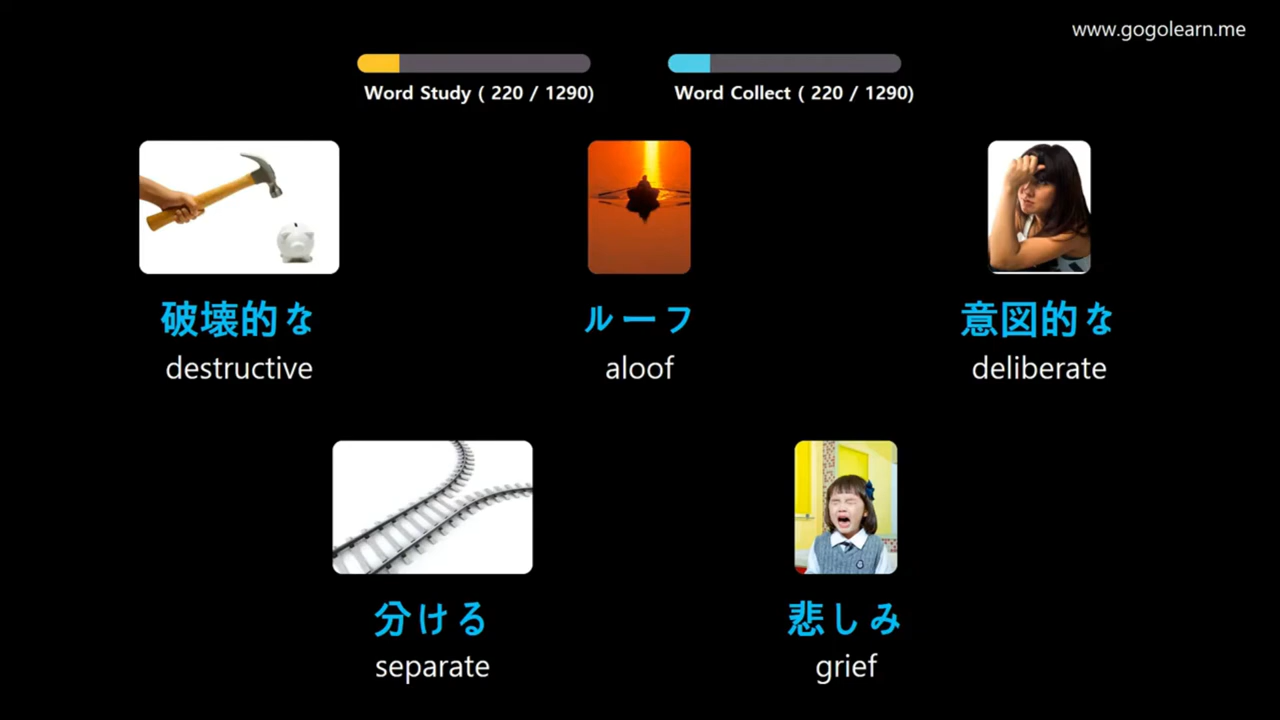 www.gogolearn.me
Word Study ( 220 / 1290)
Word Collect ( 220 / 1290)
破壊的な
destructive
ルーフ
aloof
意図的な
deliberate
分ける
separate
悲しみ
grief